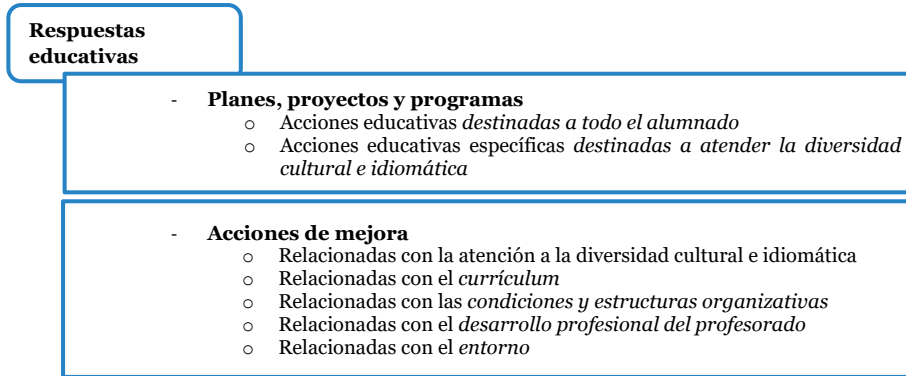 Respuestas
educativas
- Planes, proyectos y programas
o Acciones educativas destinadas a todo el alumnado
o Acciones educativas específicas destinadas a atender la diversidad
cultural e idiomática
- Acciones de mejora
o Relacionadas con la atención a la diversidad cultural e idiomática
o Relacionadas con el currículum
o Relacionadas con las condiciones y estructuras organizativas
o Relacionadas con el desarrollo profesional del profesorado
o Relacionadas con el entorno